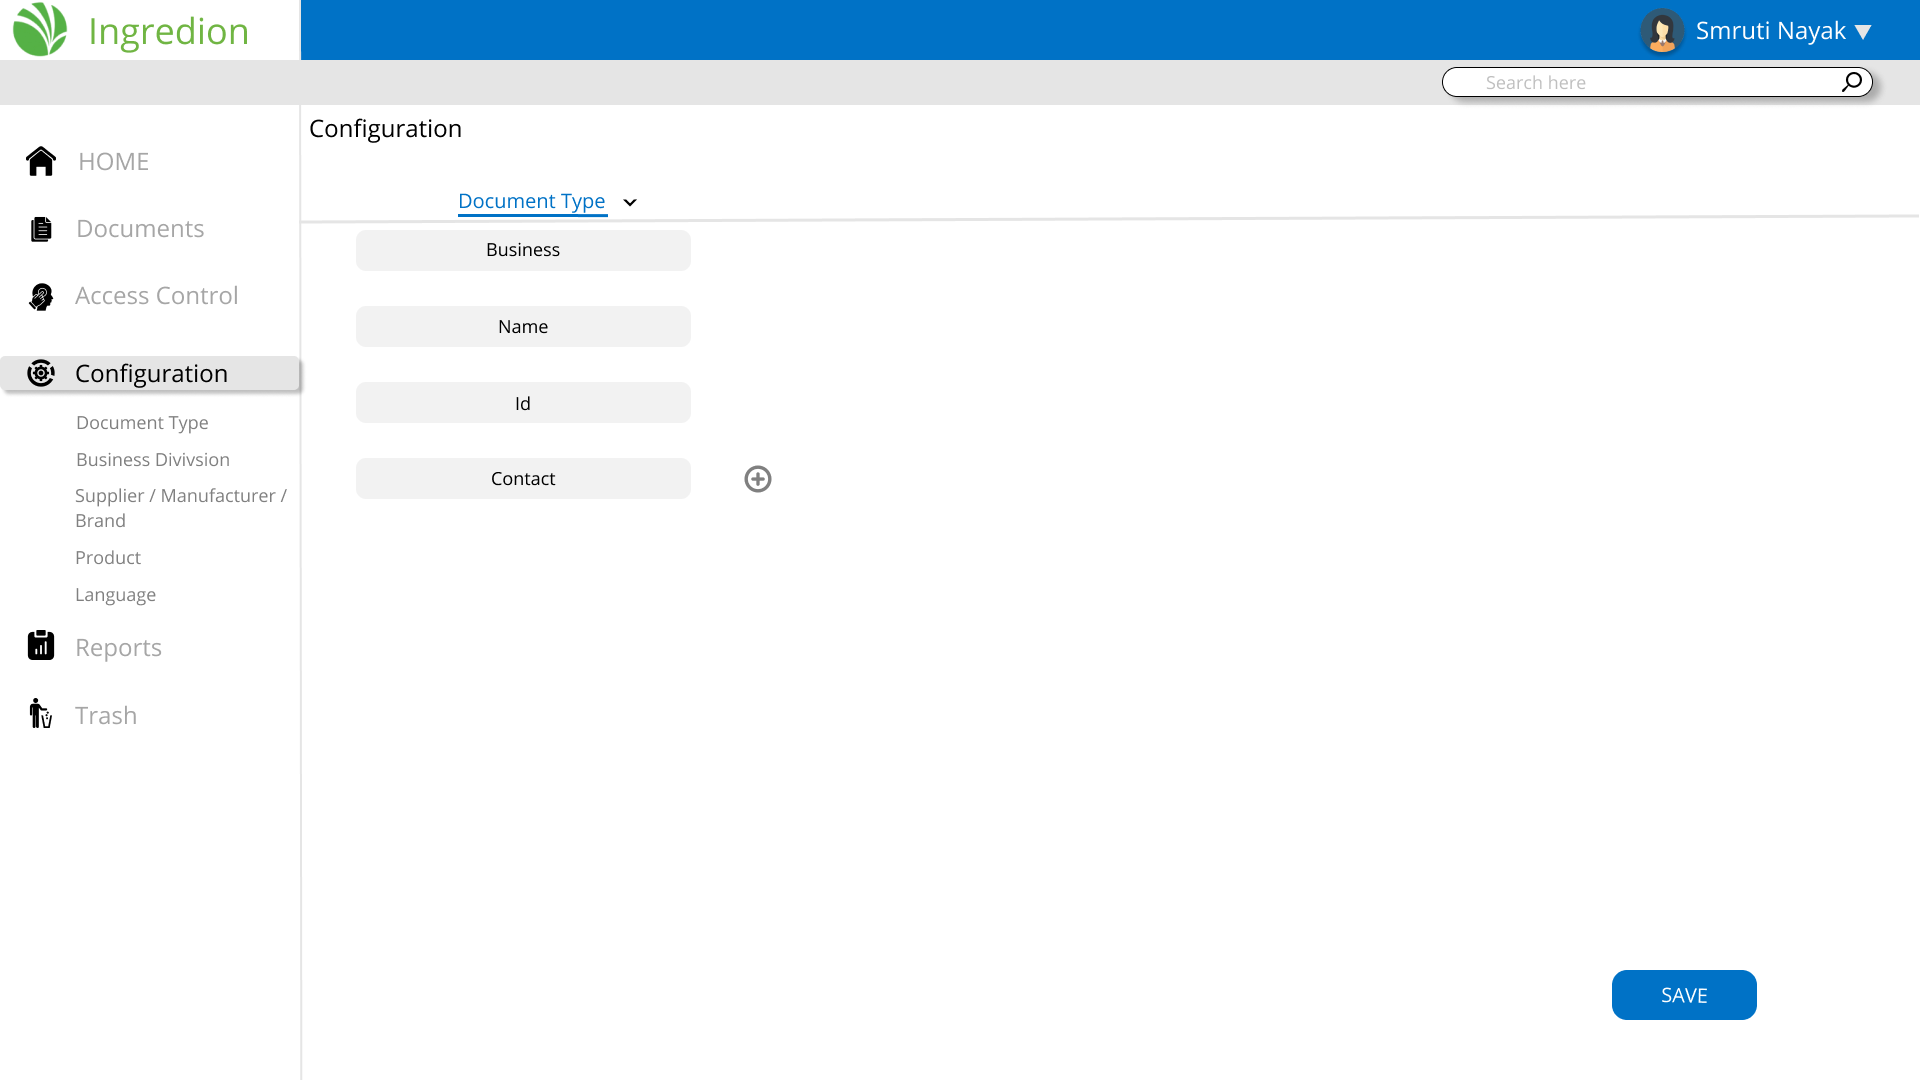 Ingredion
Smruti Nayak
Search here
HOME
Documents
Access Control
Configuration
Document Type
Business Divivsion
Supplier / Manufacturer /
Brand
Product
Language
Reports
Trash
Configuration
Document Type
Business
Name
Id
Contact
SAVE